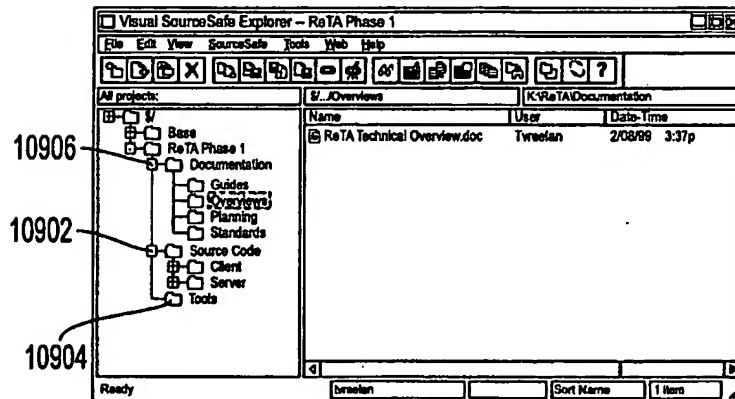 Visual SourceSafe Explorer – ReTA Phase 1
File Edit View SourceSafe Tools Web Help
All projects:
$/.../Overviews
K:\ReTA\Documentation
$/
Base
ReTA Phase 1
Documentation
Guides
Overviews
Planning
Standards
Source Code
Client
Server
Tools
Name User Date-Time
ReTA Technical Overview.doc Tvreelan 2/08/99 3:37p
10906
10902
10904
Ready tvreelan Sort Name 1 Item